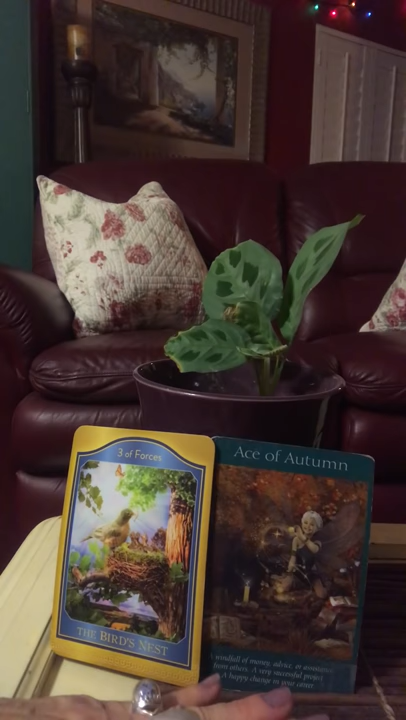 3 of Forces
THE BIRD'S NEST
Ace of Autumn
A windfall of money, advice, or assistance
from others. A very successful project.
A happy change in your career.